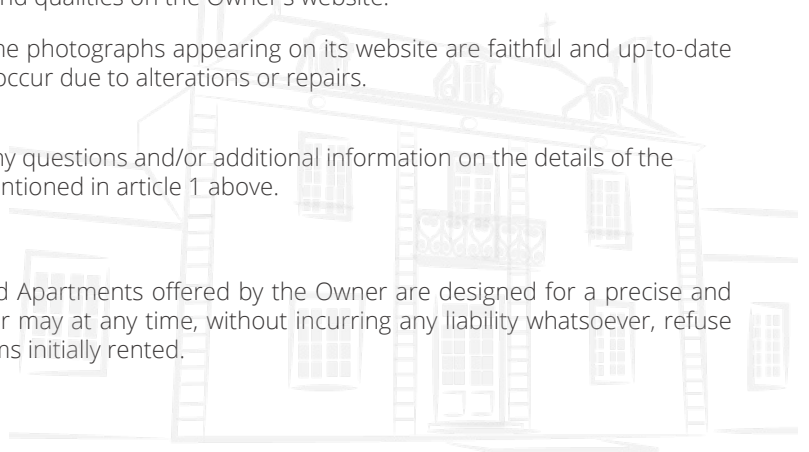 and qualities on the Owner's website.
he photographs appearing on its website are faithful and up-to-date
occur due to alterations or repairs.
ny questions and/or additional information on the details of the
entioned in article 1 above.
d Apartments offered by the Owner are designed for a precise and
r may at any time, without incurring any liability whatsoever, refuse
ms initially rented.